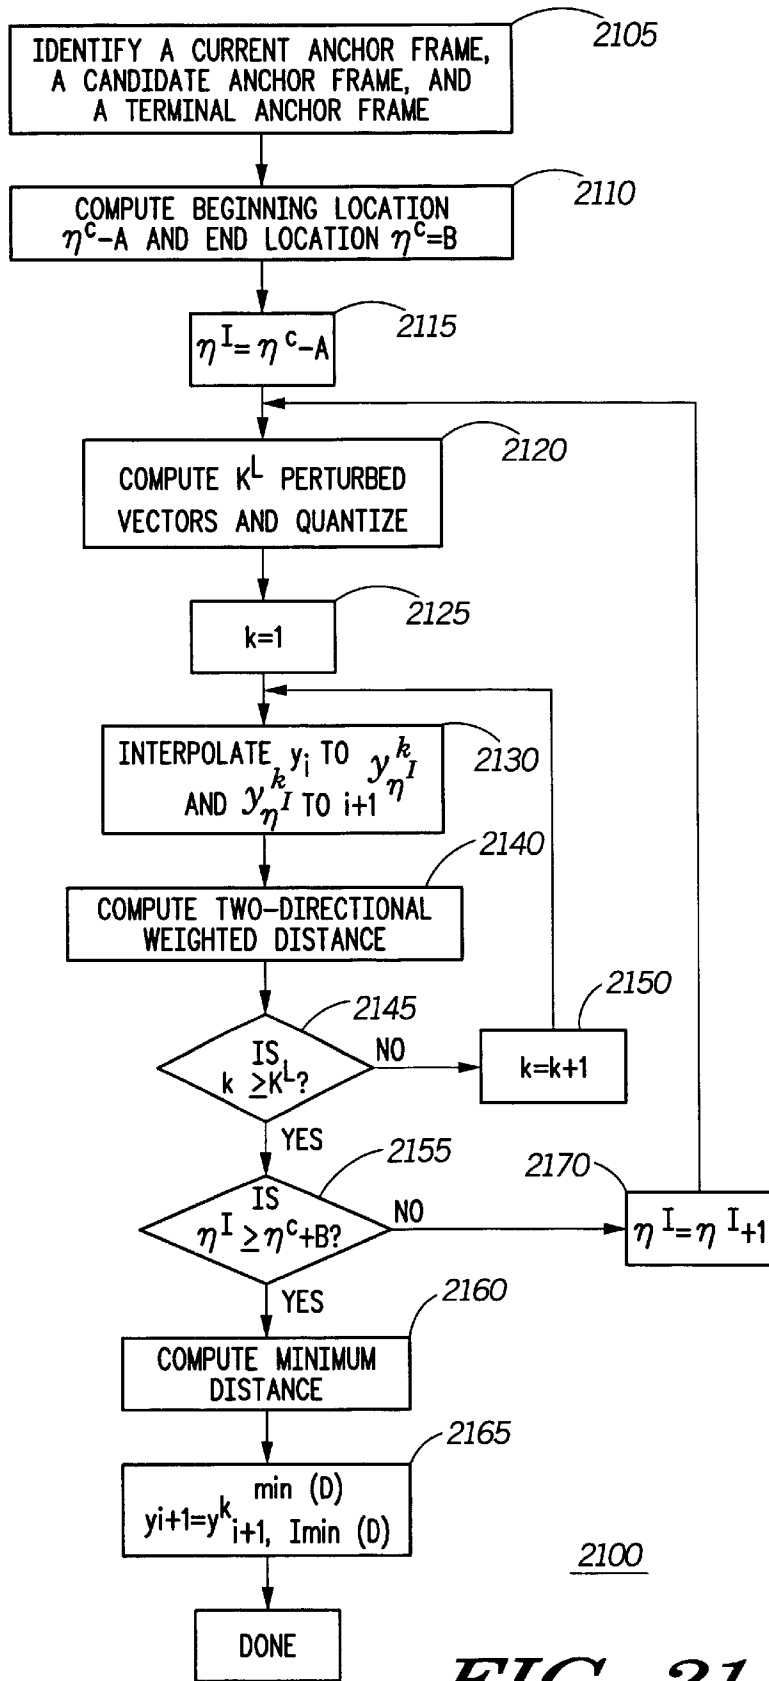 2105
IDENTIFY A CURRENT ANCHOR FRAME,
A CANDIDATE ANCHOR FRAME, AND
A TERMINAL ANCHOR FRAME
2110
COMPUTE BEGINNING LOCATION
η^c-A AND END LOCATION η^c=B
2115
η^I=η^c-A
2120
COMPUTE K^L PERTURBED
VECTORS AND QUANTIZE
2125
k=1
2130
INTERPOLATE y_i TO y^k_η^I
AND y^k_η^I TO i+1
2140
COMPUTE TWO-DIRECTIONAL
WEIGHTED DISTANCE
2145
IS
k ≥K^L?
NO
2150
k=k+1
YES
2155
IS
η^I ≥ η^c+B?
NO
2170
η^I=η^I+1
YES
2160
COMPUTE MINIMUM
DISTANCE
2165
min (D)
yi+1=y^k i+1, Imin (D)
2100
DONE
FIG. 21